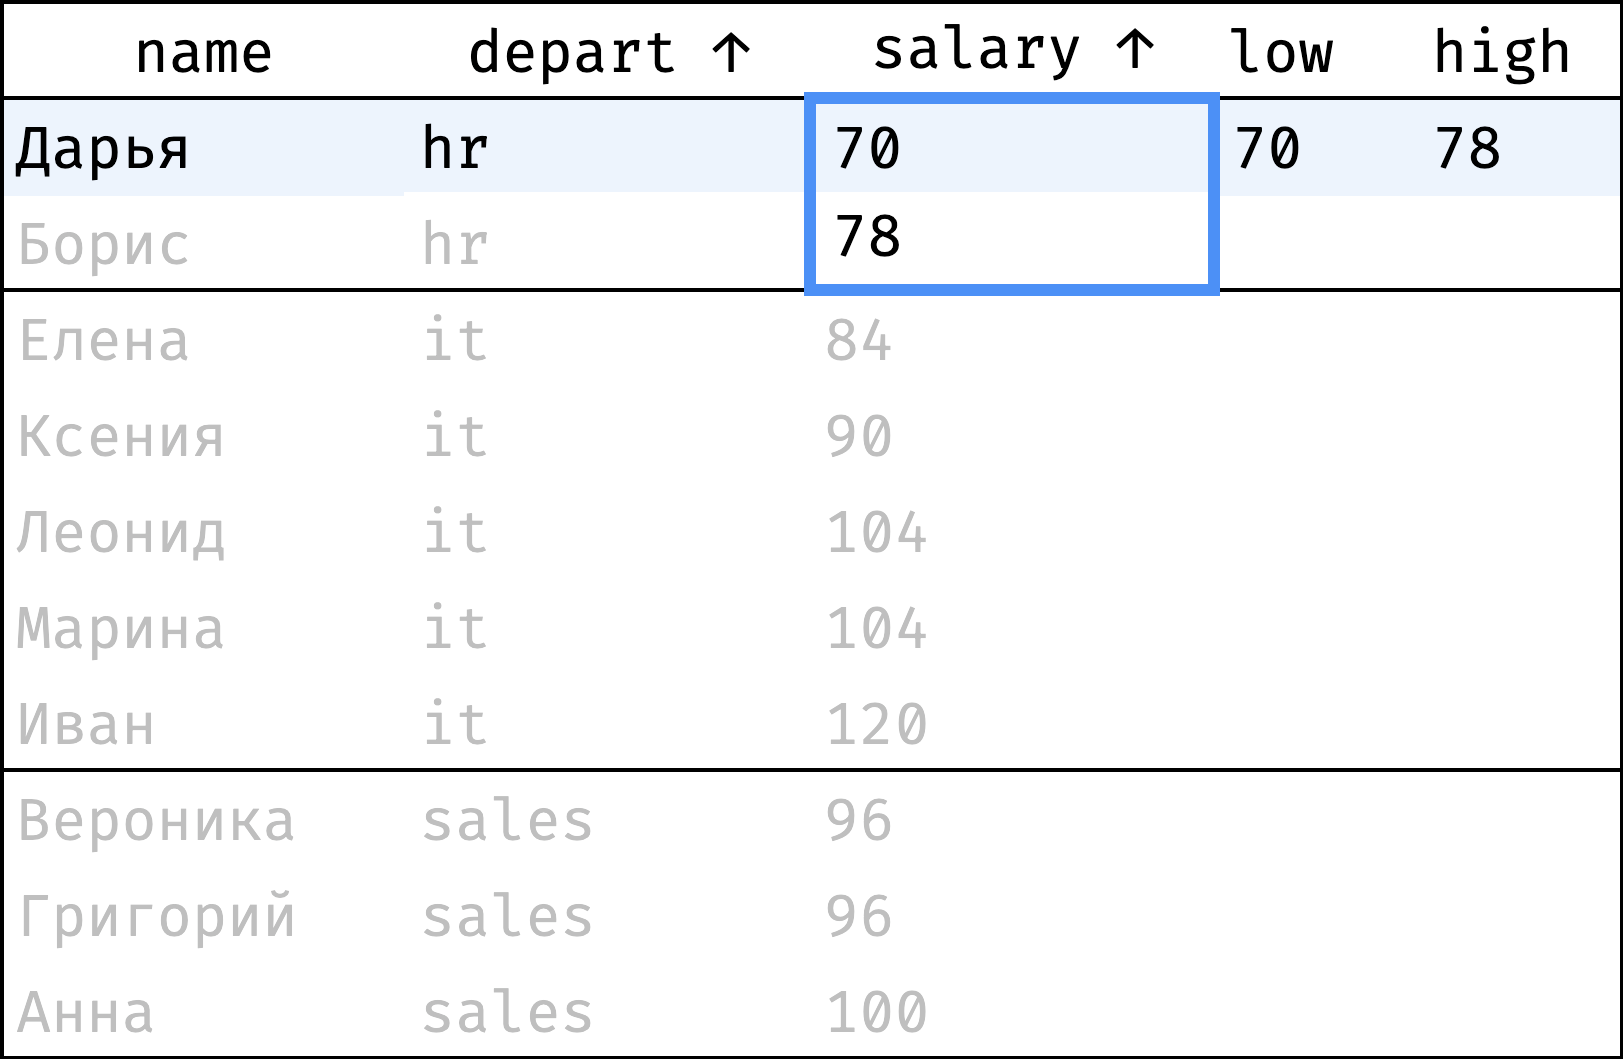 name depart ↑ salary ↑ low high
Дарья hr 70 70 78
Борис hr 78
Елена it 84
Ксения it 90
Леонид it 104
Марина it 104
Иван it 120
Вероника sales 96
Григорий sales 96
Анна sales 100